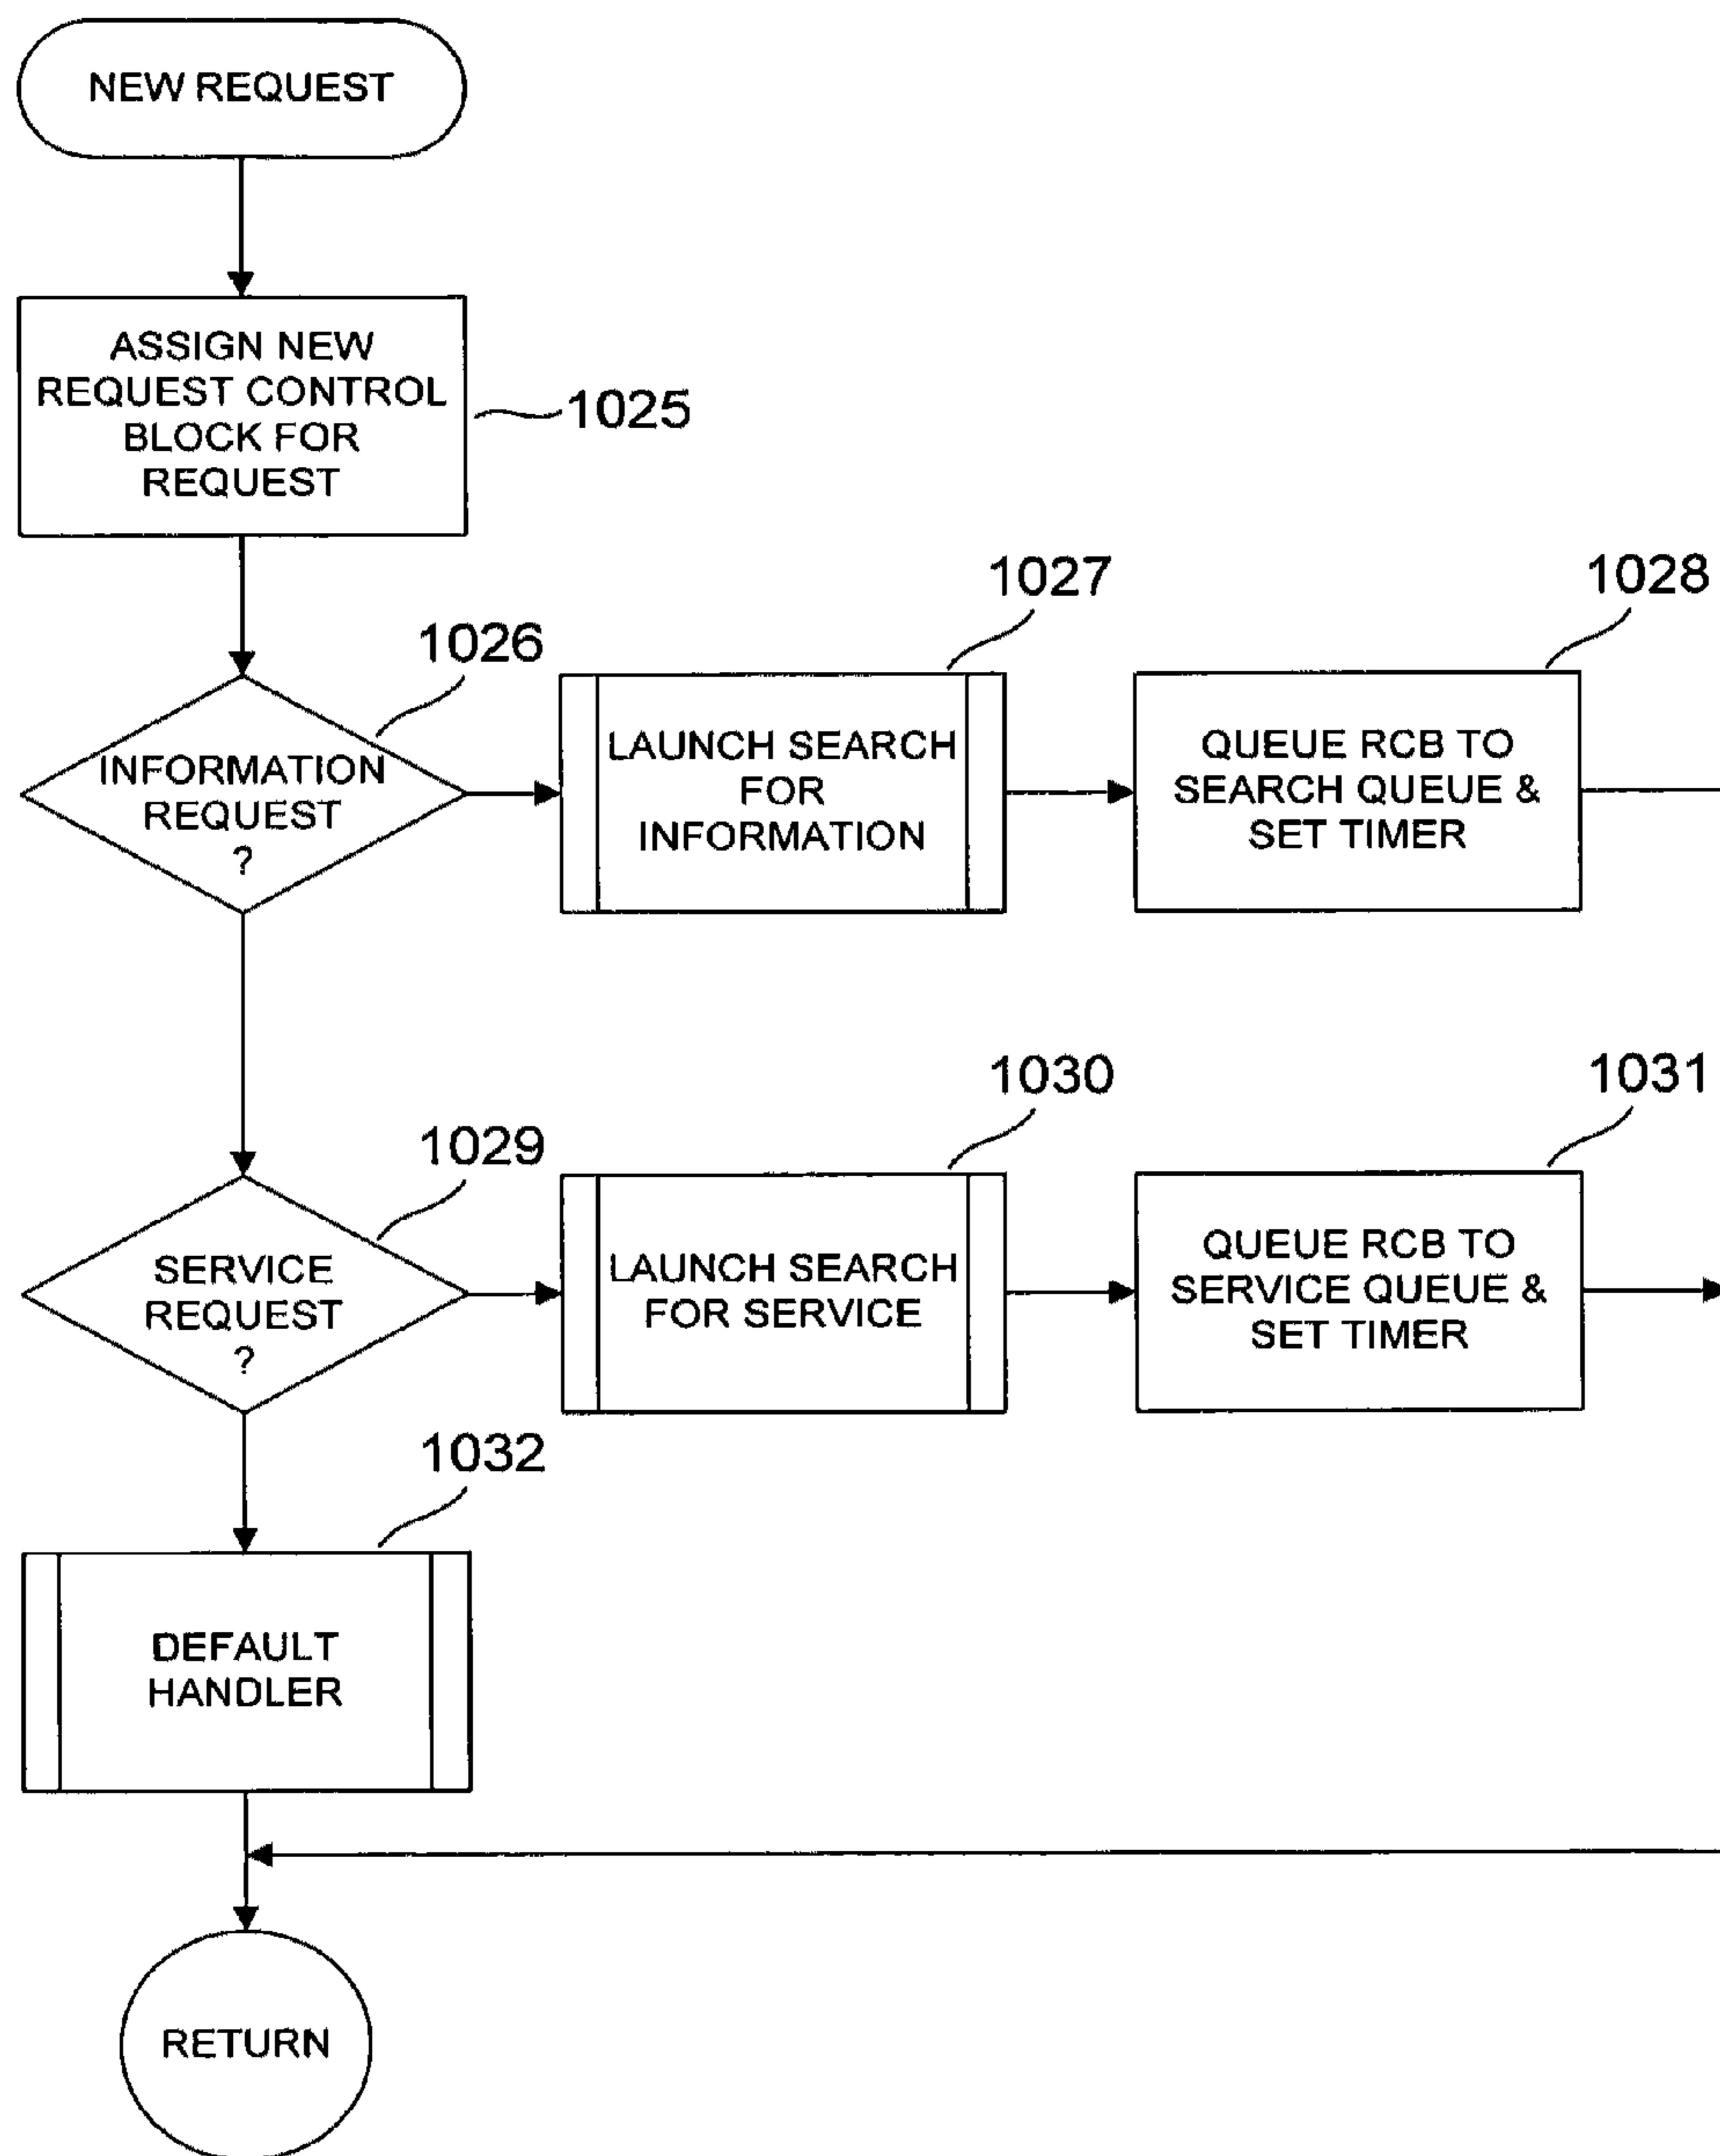 NEW REQUEST
ASSIGN NEW
REQUEST CONTROL
BLOCK FOR
REQUEST
1025
1026
INFORMATION
REQUEST
?
1027
LAUNCH SEARCH
FOR
INFORMATION
1028
QUEUE RCB TO
SEARCH QUEUE &
SET TIMER
1029
SERVICE
REQUEST
?
1030
LAUNCH SEARCH
FOR SERVICE
1031
QUEUE RCB TO
SERVICE QUEUE &
SET TIMER
1032
DEFAULT
HANDLER
RETURN